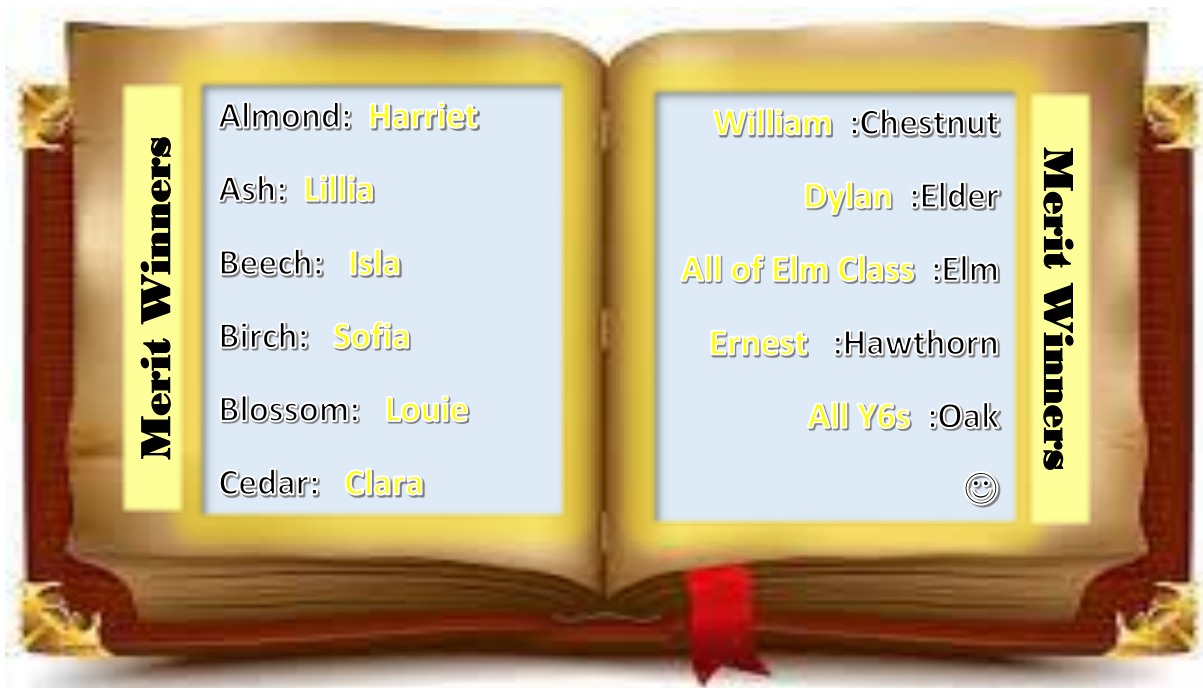 Merit Winners
Almond: Harriet
Ash: Lillia
Beech: Isla
Birch: Sofia
Blossom: Louie
Cedar: Clara
William :Chestnut
Dylan :Elder
All of Elm Class :Elm
Ernest :Hawthorn
All Y6s :Oak
☺
Merit Winners